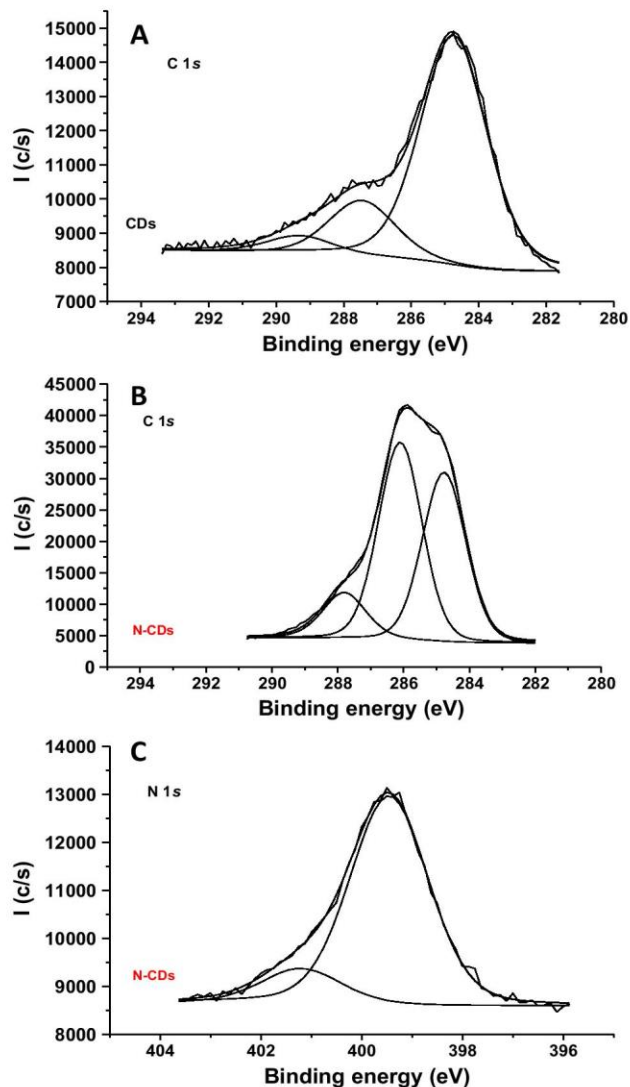 A
C 1s
CDs
I (c/s)
15000
14000
13000
12000
11000
10000
9000
8000
7000
294 292 290 288 286 284 282 280
Binding energy (eV)
B
C 1s
N-CDs
I (c/s)
45000
40000
35000
30000
25000
20000
15000
10000
5000
0
294 292 290 288 286 284 282 280
Binding energy (eV)
C
N 1s
N-CDs
I (c/s)
14000
13000
12000
11000
10000
9000
8000
404 402 400 398 396
Binding energy (eV)